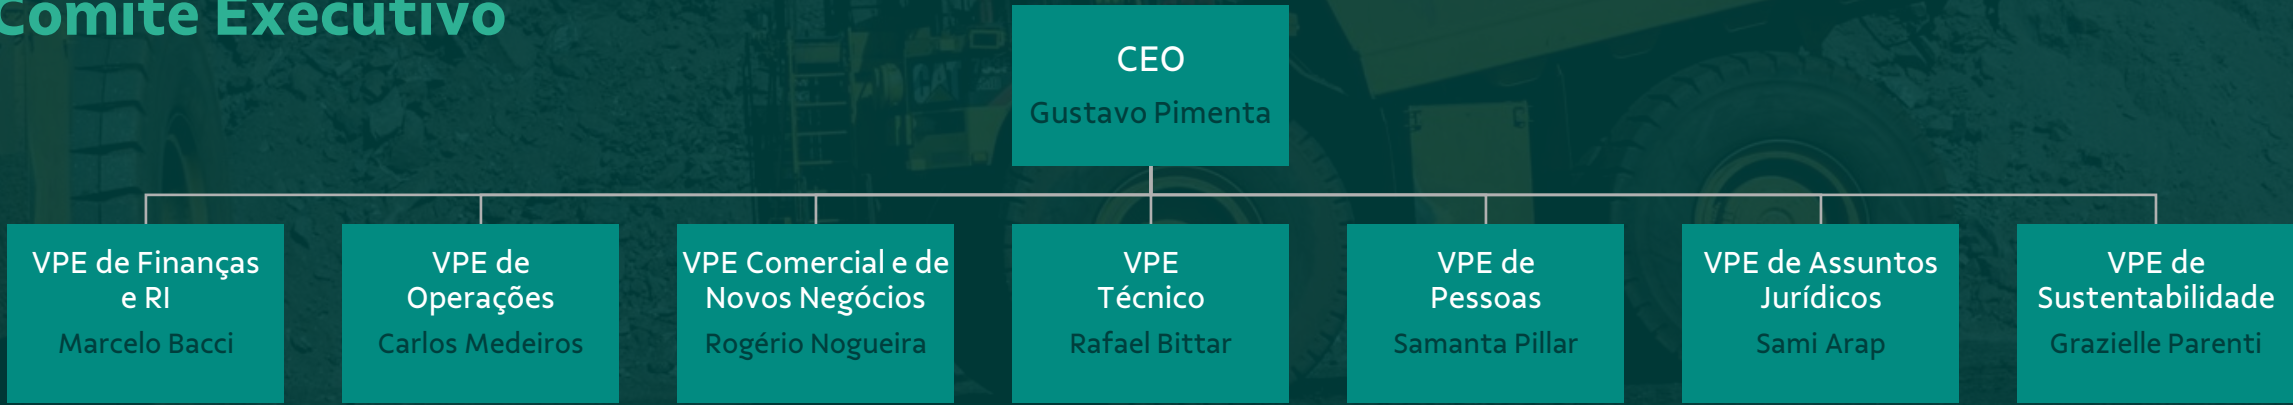 Comitê Executivo
CEO
Gustavo Pimenta
VPE de Finanças
e RI
Marcelo Bacci
VPE de
Operações
Carlos Medeiros
VPE Comercial e de
Novos Negócios
Rogério Nogueira
VPE
Técnico
Rafael Bittar
VPE de
Pessoas
Samanta Pillar
VPE de Assuntos
Jurídicos
Sami Arap
VPE de
Sustentabilidade
Grazielle Parenti
CAT